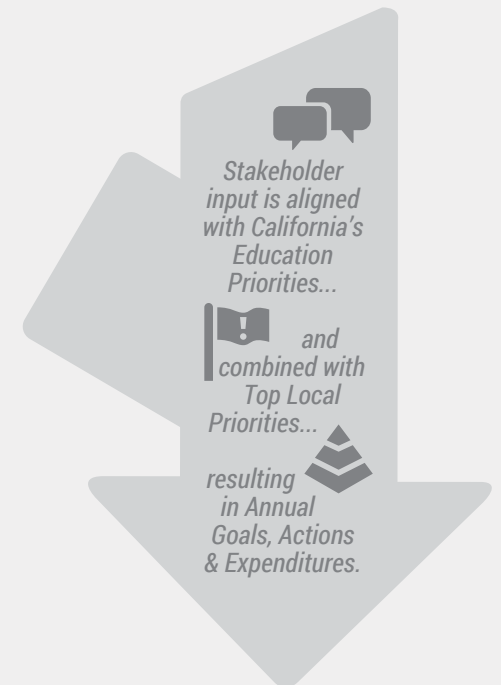 Stakeholder
input is aligned
with California's
Education
Priorities...
!
and
combined with
Top Local
Priorities...
resulting
in Annual
Goals, Actions
& Expenditures.